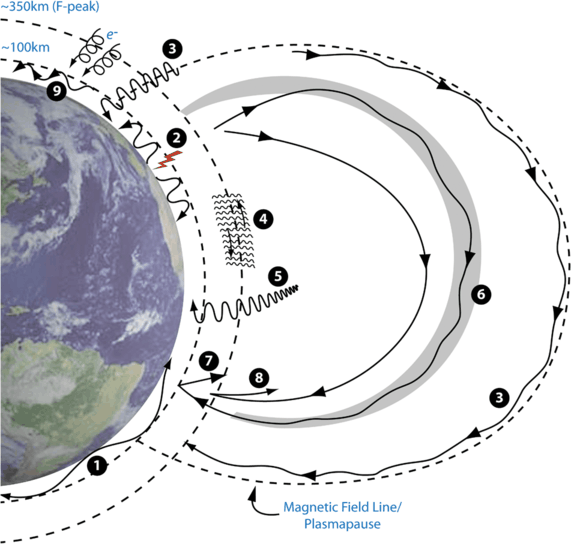 ~350km (F-peak)
e-
3
~100km
9
2
4
5
6
7
8
3
1
Magnetic Field Line/
Plasmapause